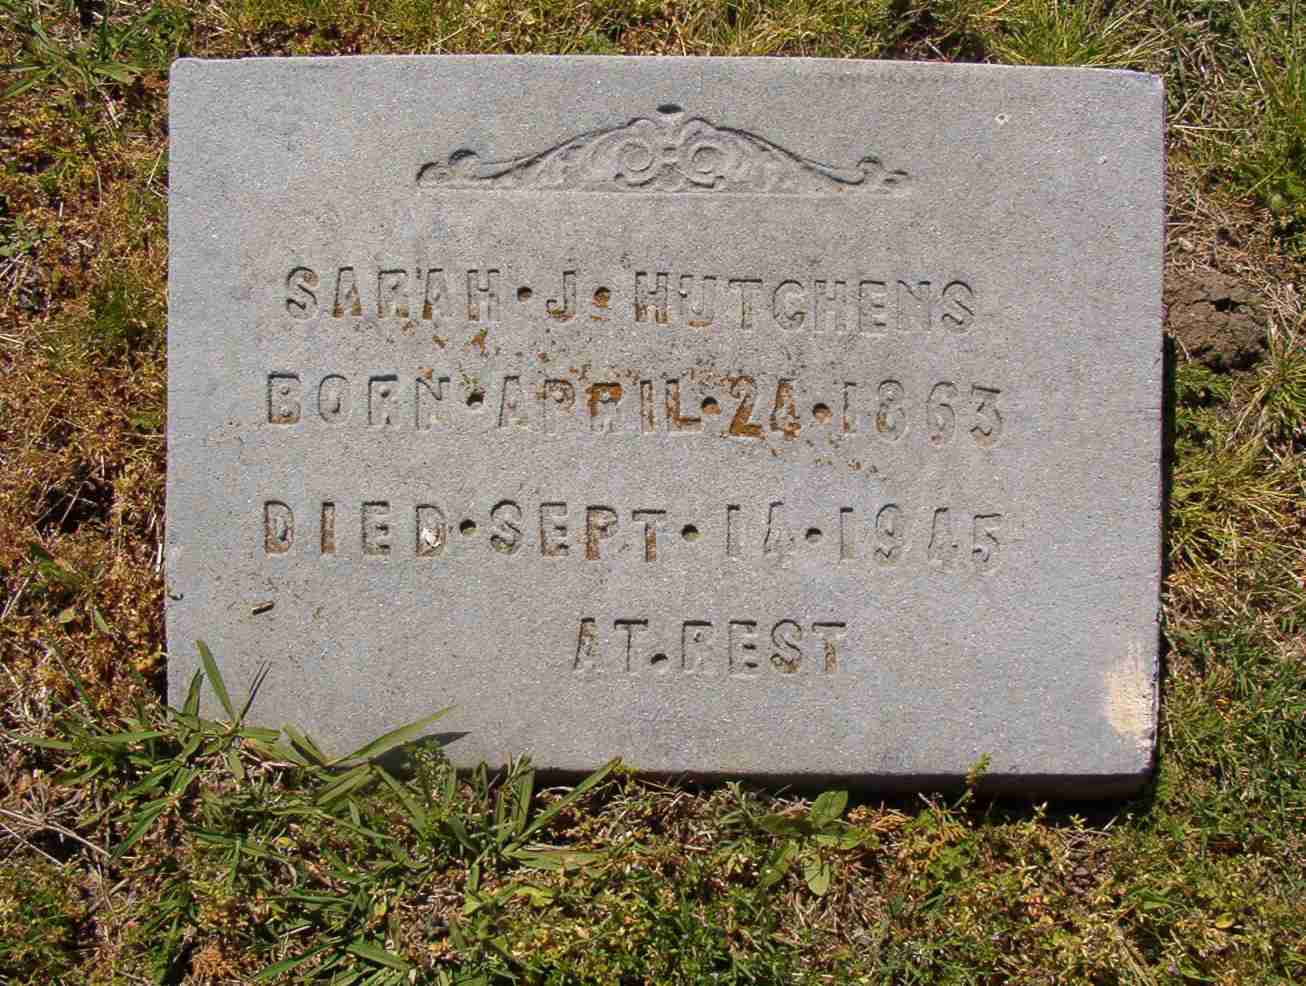 SARAH·J·HUTCHENS
BORN·APRIL·24·1863
DIED·SEPT·14·1945
AT.REST